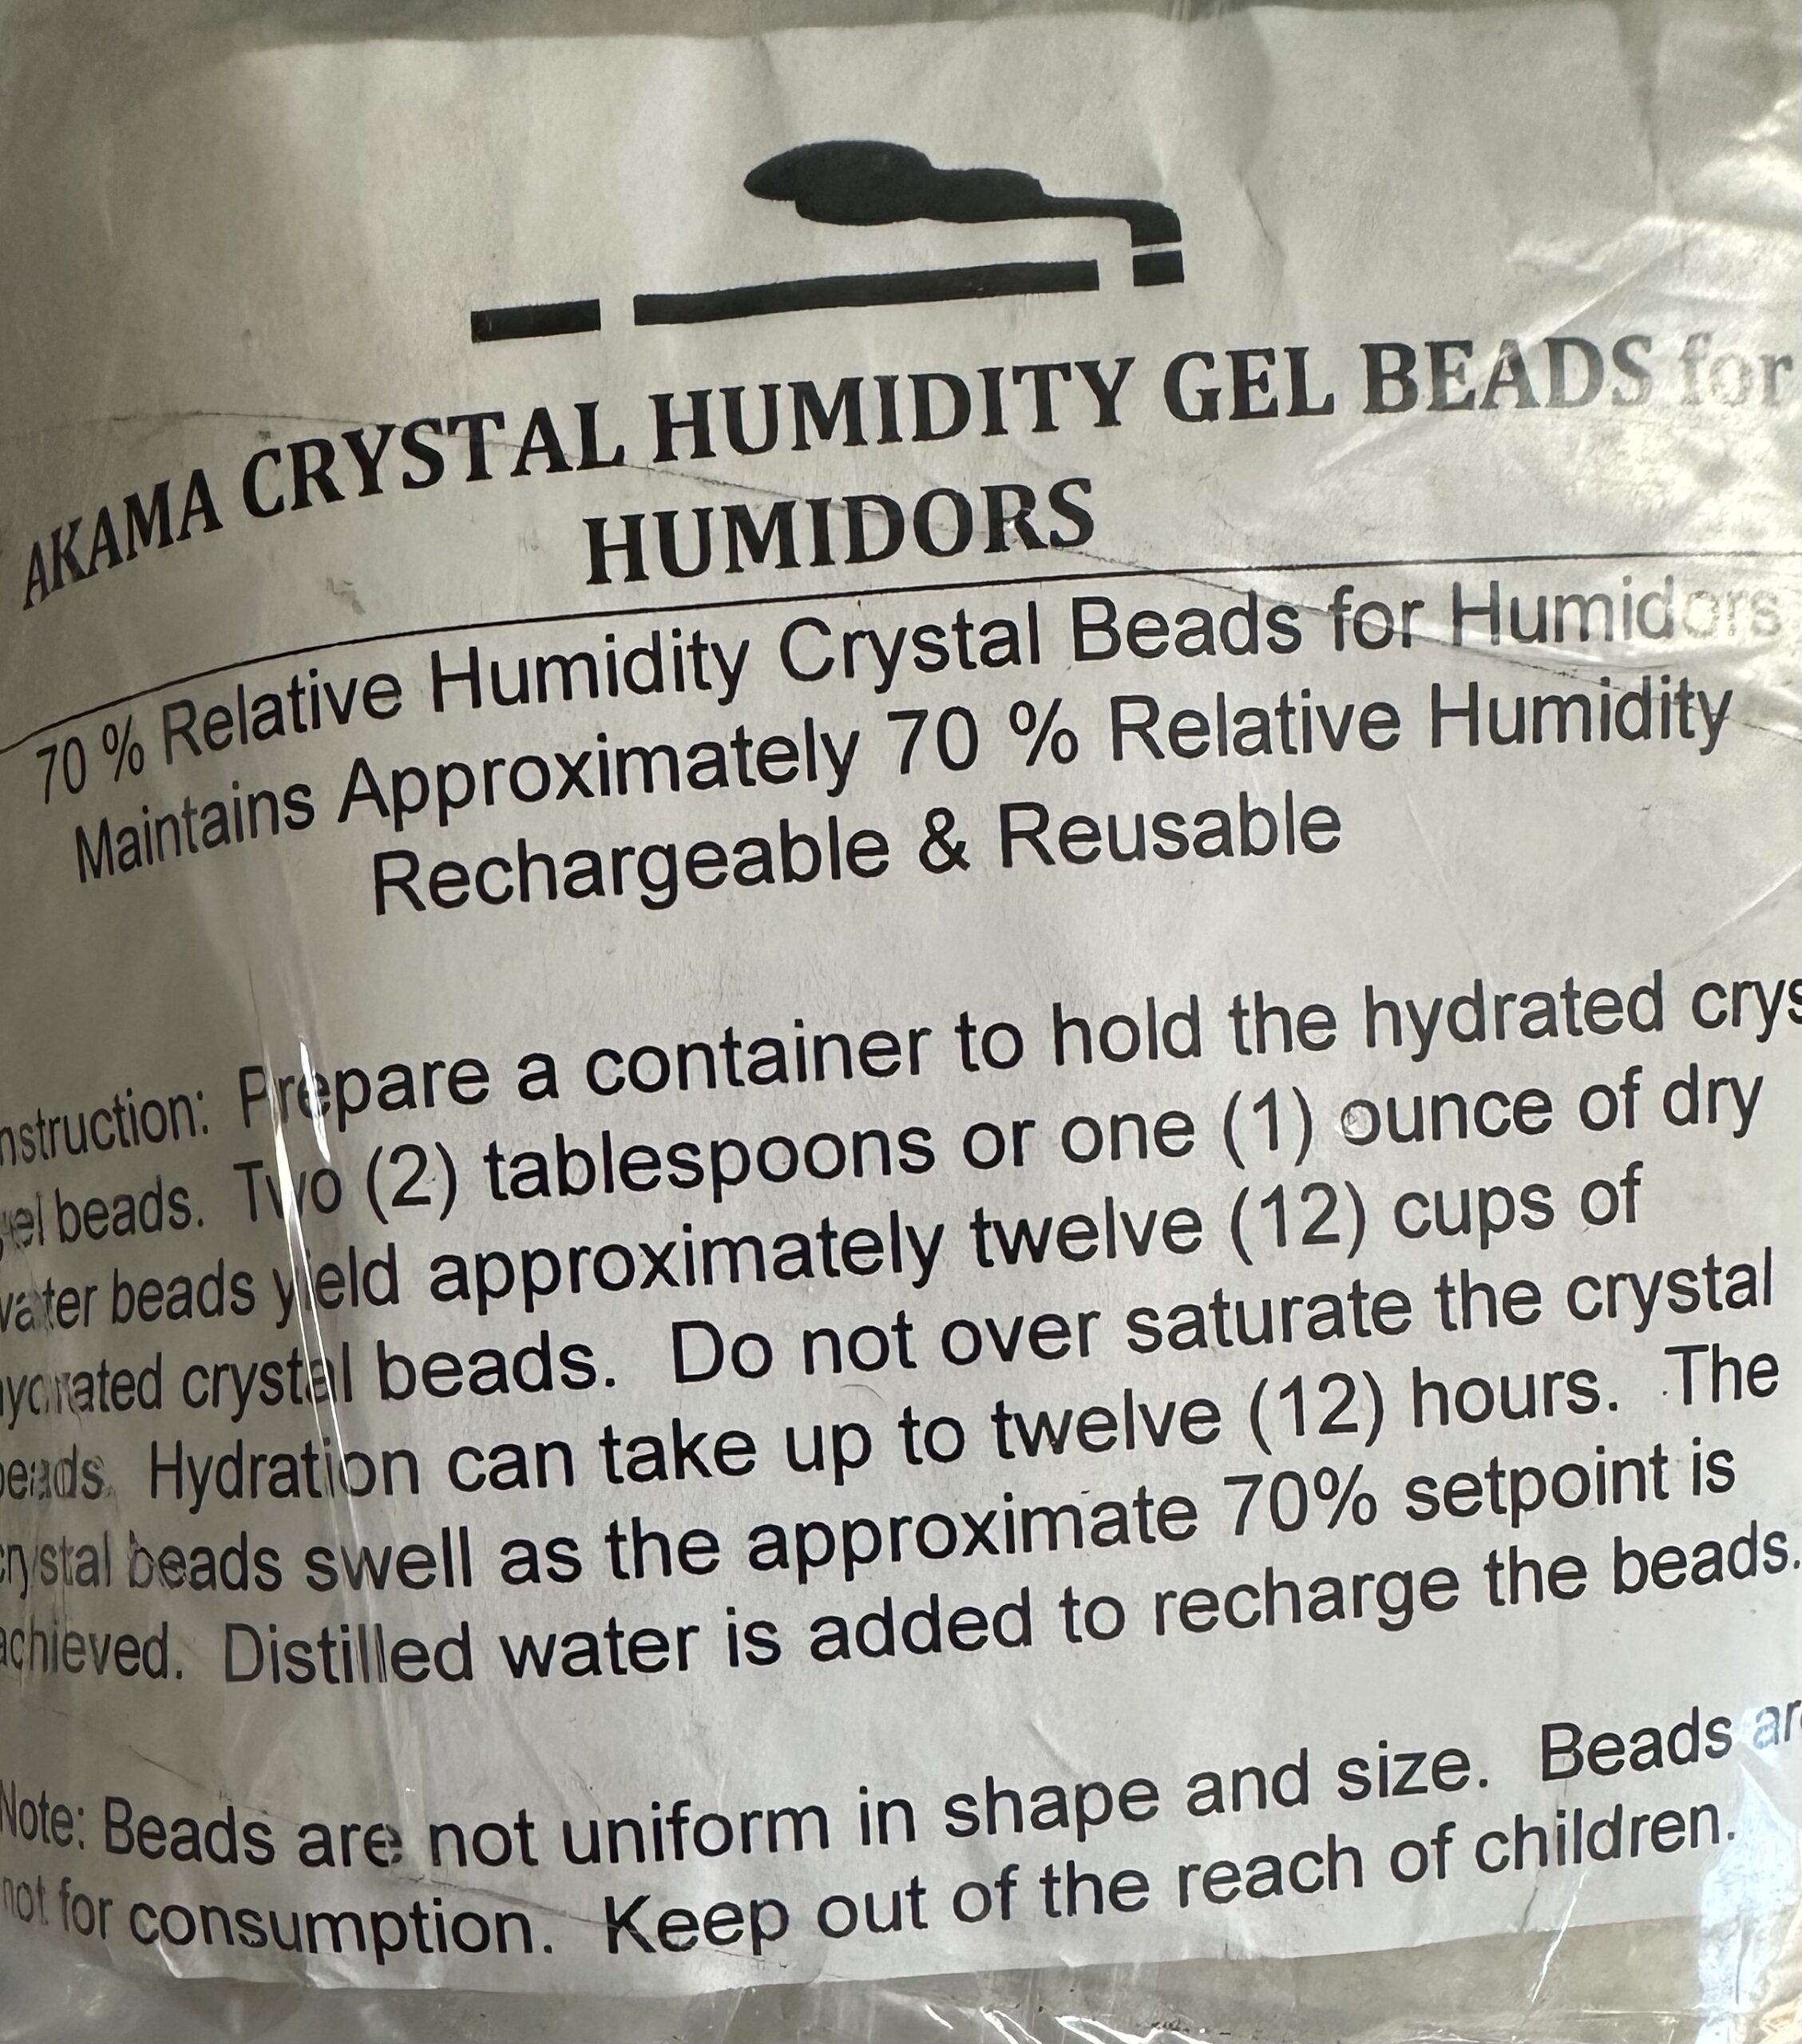 AKAMA CRYSTAL HUMIDITY GEL BEADS for
HUMIDORS
70 % Relative Humidity Crystal Beads for Humidors
Maintains Approximately 70 % Relative Humidity
Rechargeable & Reusable
nstruction: Prepare a container to hold the hydrated crys
gel beads. Two (2) tablespoons or one (1) ounce of dry
water beads yield approximately twelve (12) cups of
hydrated crystal beads. Do not over saturate the crystal
beads. Hydration can take up to twelve (12) hours. The
crystal beads swell as the approximate 70% setpoint is
achieved. Distilled water is added to recharge the beads.
Note: Beads are not uniform in shape and size. Beads are
not for consumption. Keep out of the reach of children.